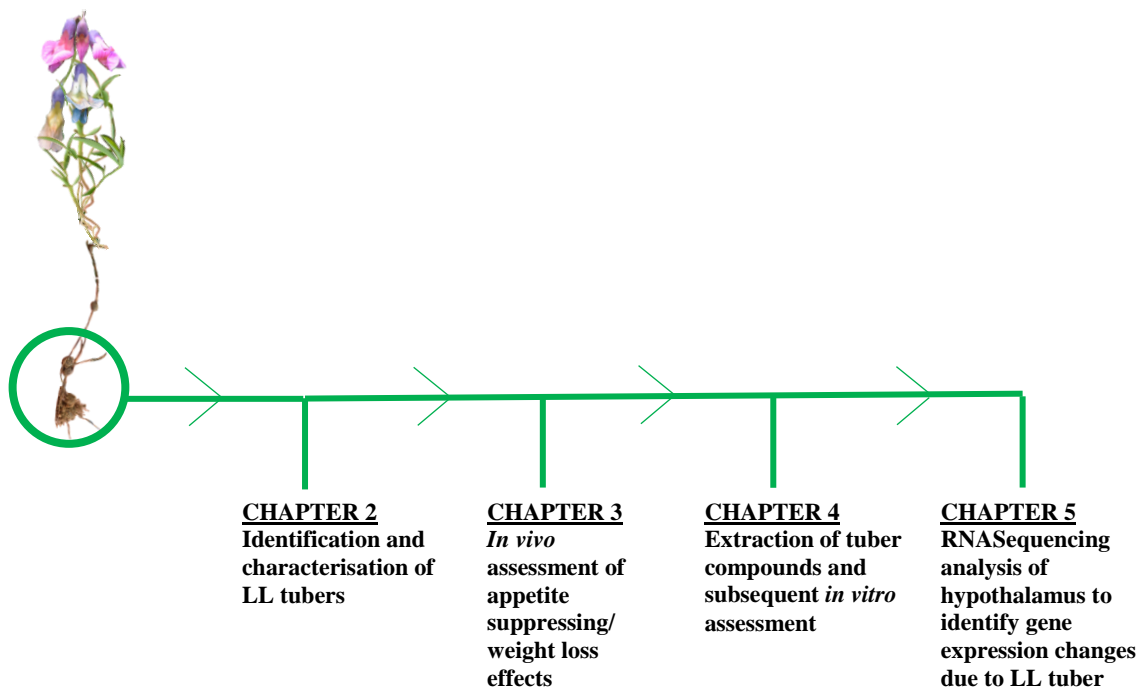 CHAPTER 2
Identification and
characterisation of
LL tubers
CHAPTER 3
In vivo
assessment of
appetite
suppressing/
weight loss
effects
CHAPTER 4
Extraction of tuber
compounds and
subsequent in vitro
assessment
CHAPTER 5
RNASequencing
analysis of
hypothalamus to
identify gene
expression changes
due to LL tuber